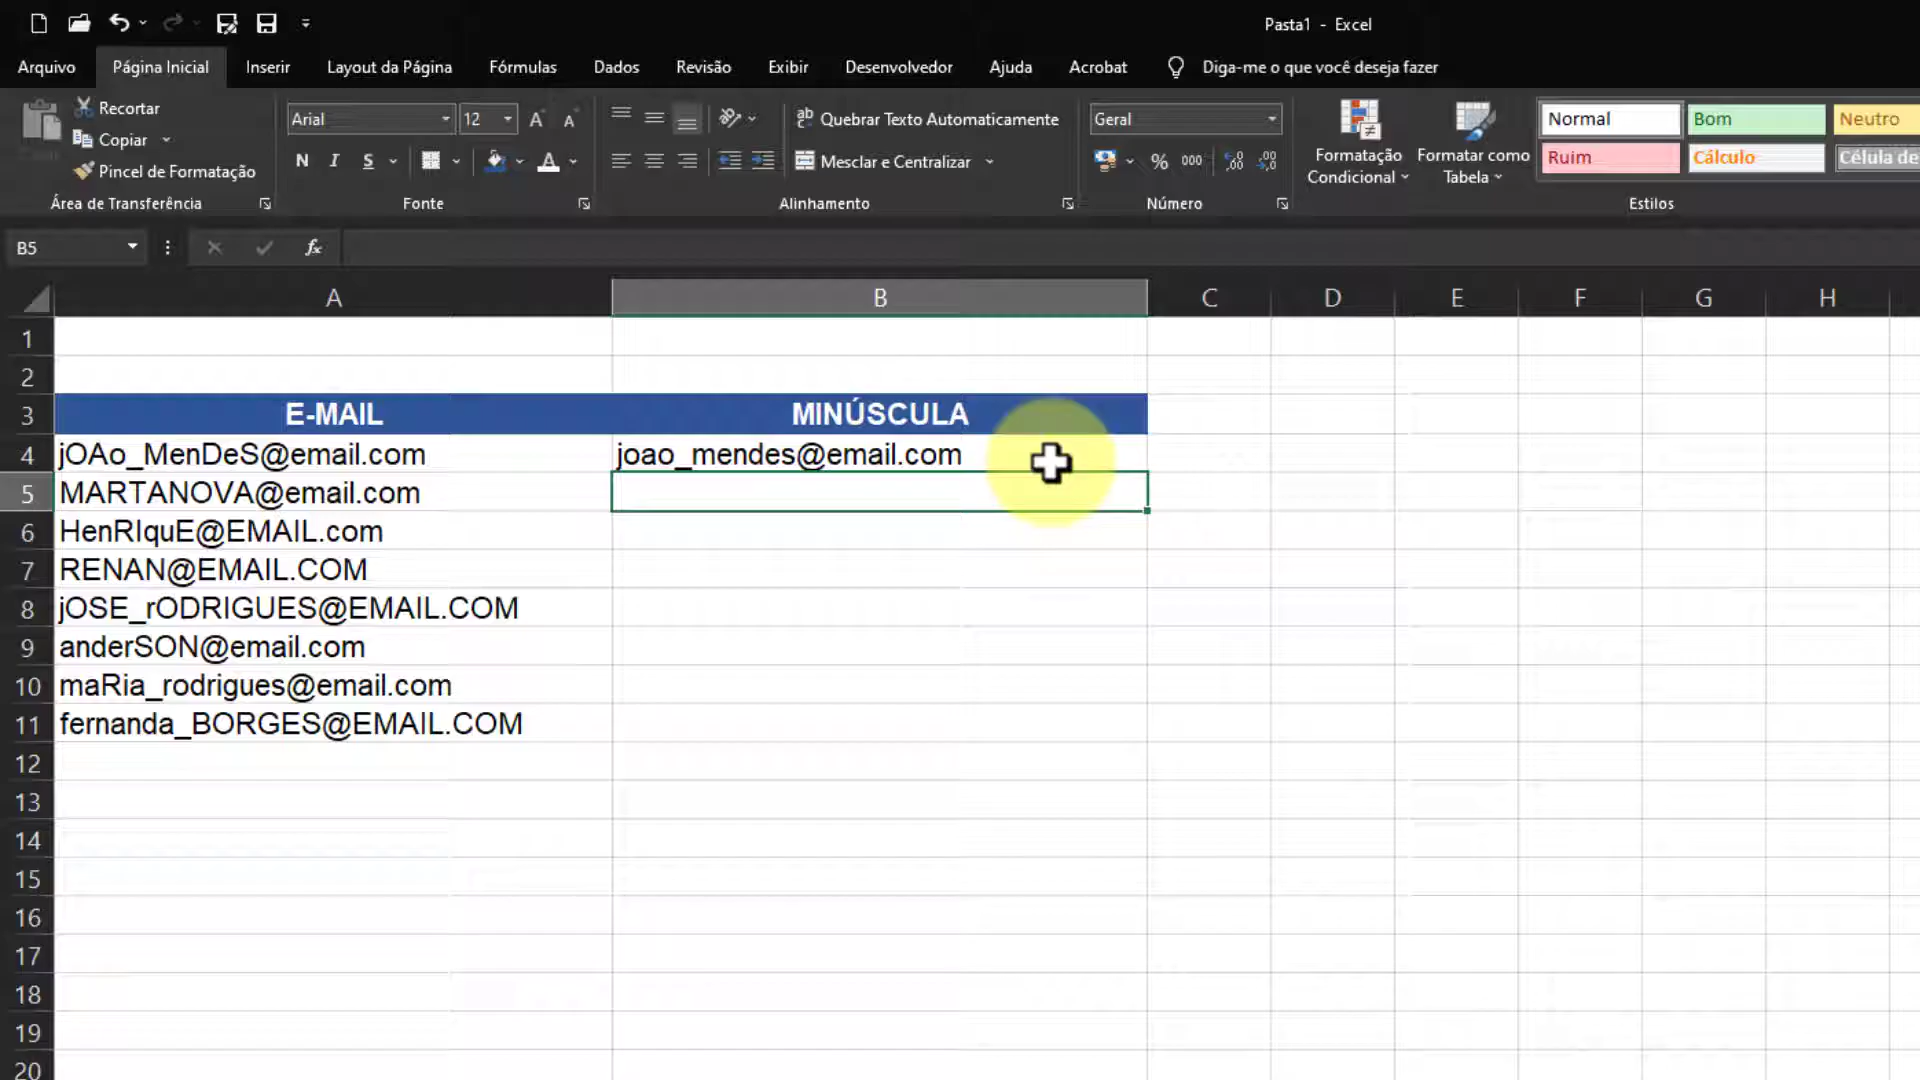 Pasta1 - Excel
Arquivo Página Inicial Inserir Layout da Página Fórmulas Dados Revisão Exibir Desenvolvedor Ajuda Acrobat Diga-me o que você deseja fazer
Recortar
Copiar
Pincel de Formatação
Área de Transferência
Arial 12
N I S
Fonte
Quebrar Texto Automaticamente
Mesclar e Centralizar
Alinhamento
Geral
% 000
Número
Formatação Condicional
Formatar como Tabela
Normal Bom Neutro
Ruim Cálculo Célula de
Estilos
B5 fx
A B C D E F G H
1
2
3 E-MAIL MINÚSCULA
4 jOAo_MenDeS@email.com joao_mendes@email.com
5 MARTANOVA@email.com
6 HenRIquE@EMAIL.com
7 RENAN@EMAIL.COM
8 jOSE_rODRIGUES@EMAIL.COM
9 anderSON@email.com
10 maRia_rodrigues@email.com
11 fernanda_BORGES@EMAIL.COM
12
13
14
15
16
17
18
19
20